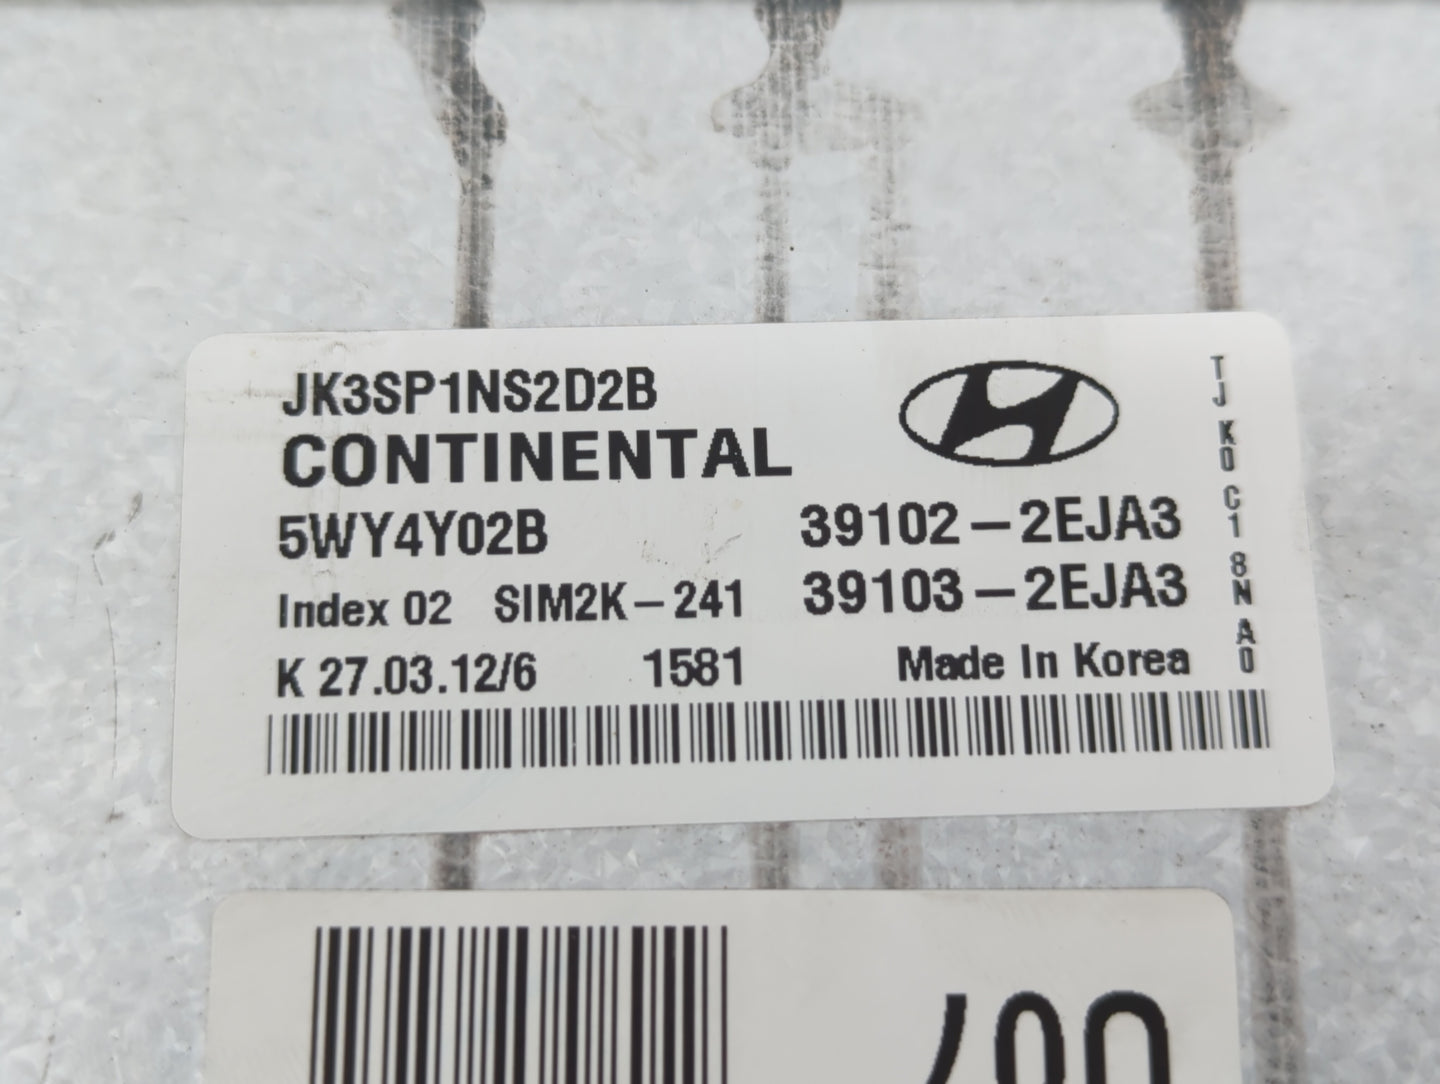 JK3SP1NS2D2B
CONTINENTAL
5WY4Y02B 39102-2EJA3
Index 02 SIM2K-241 39103-2EJA3
K 27.03.12/6 1581 Made In Korea
TJ K0 C1 8N A0